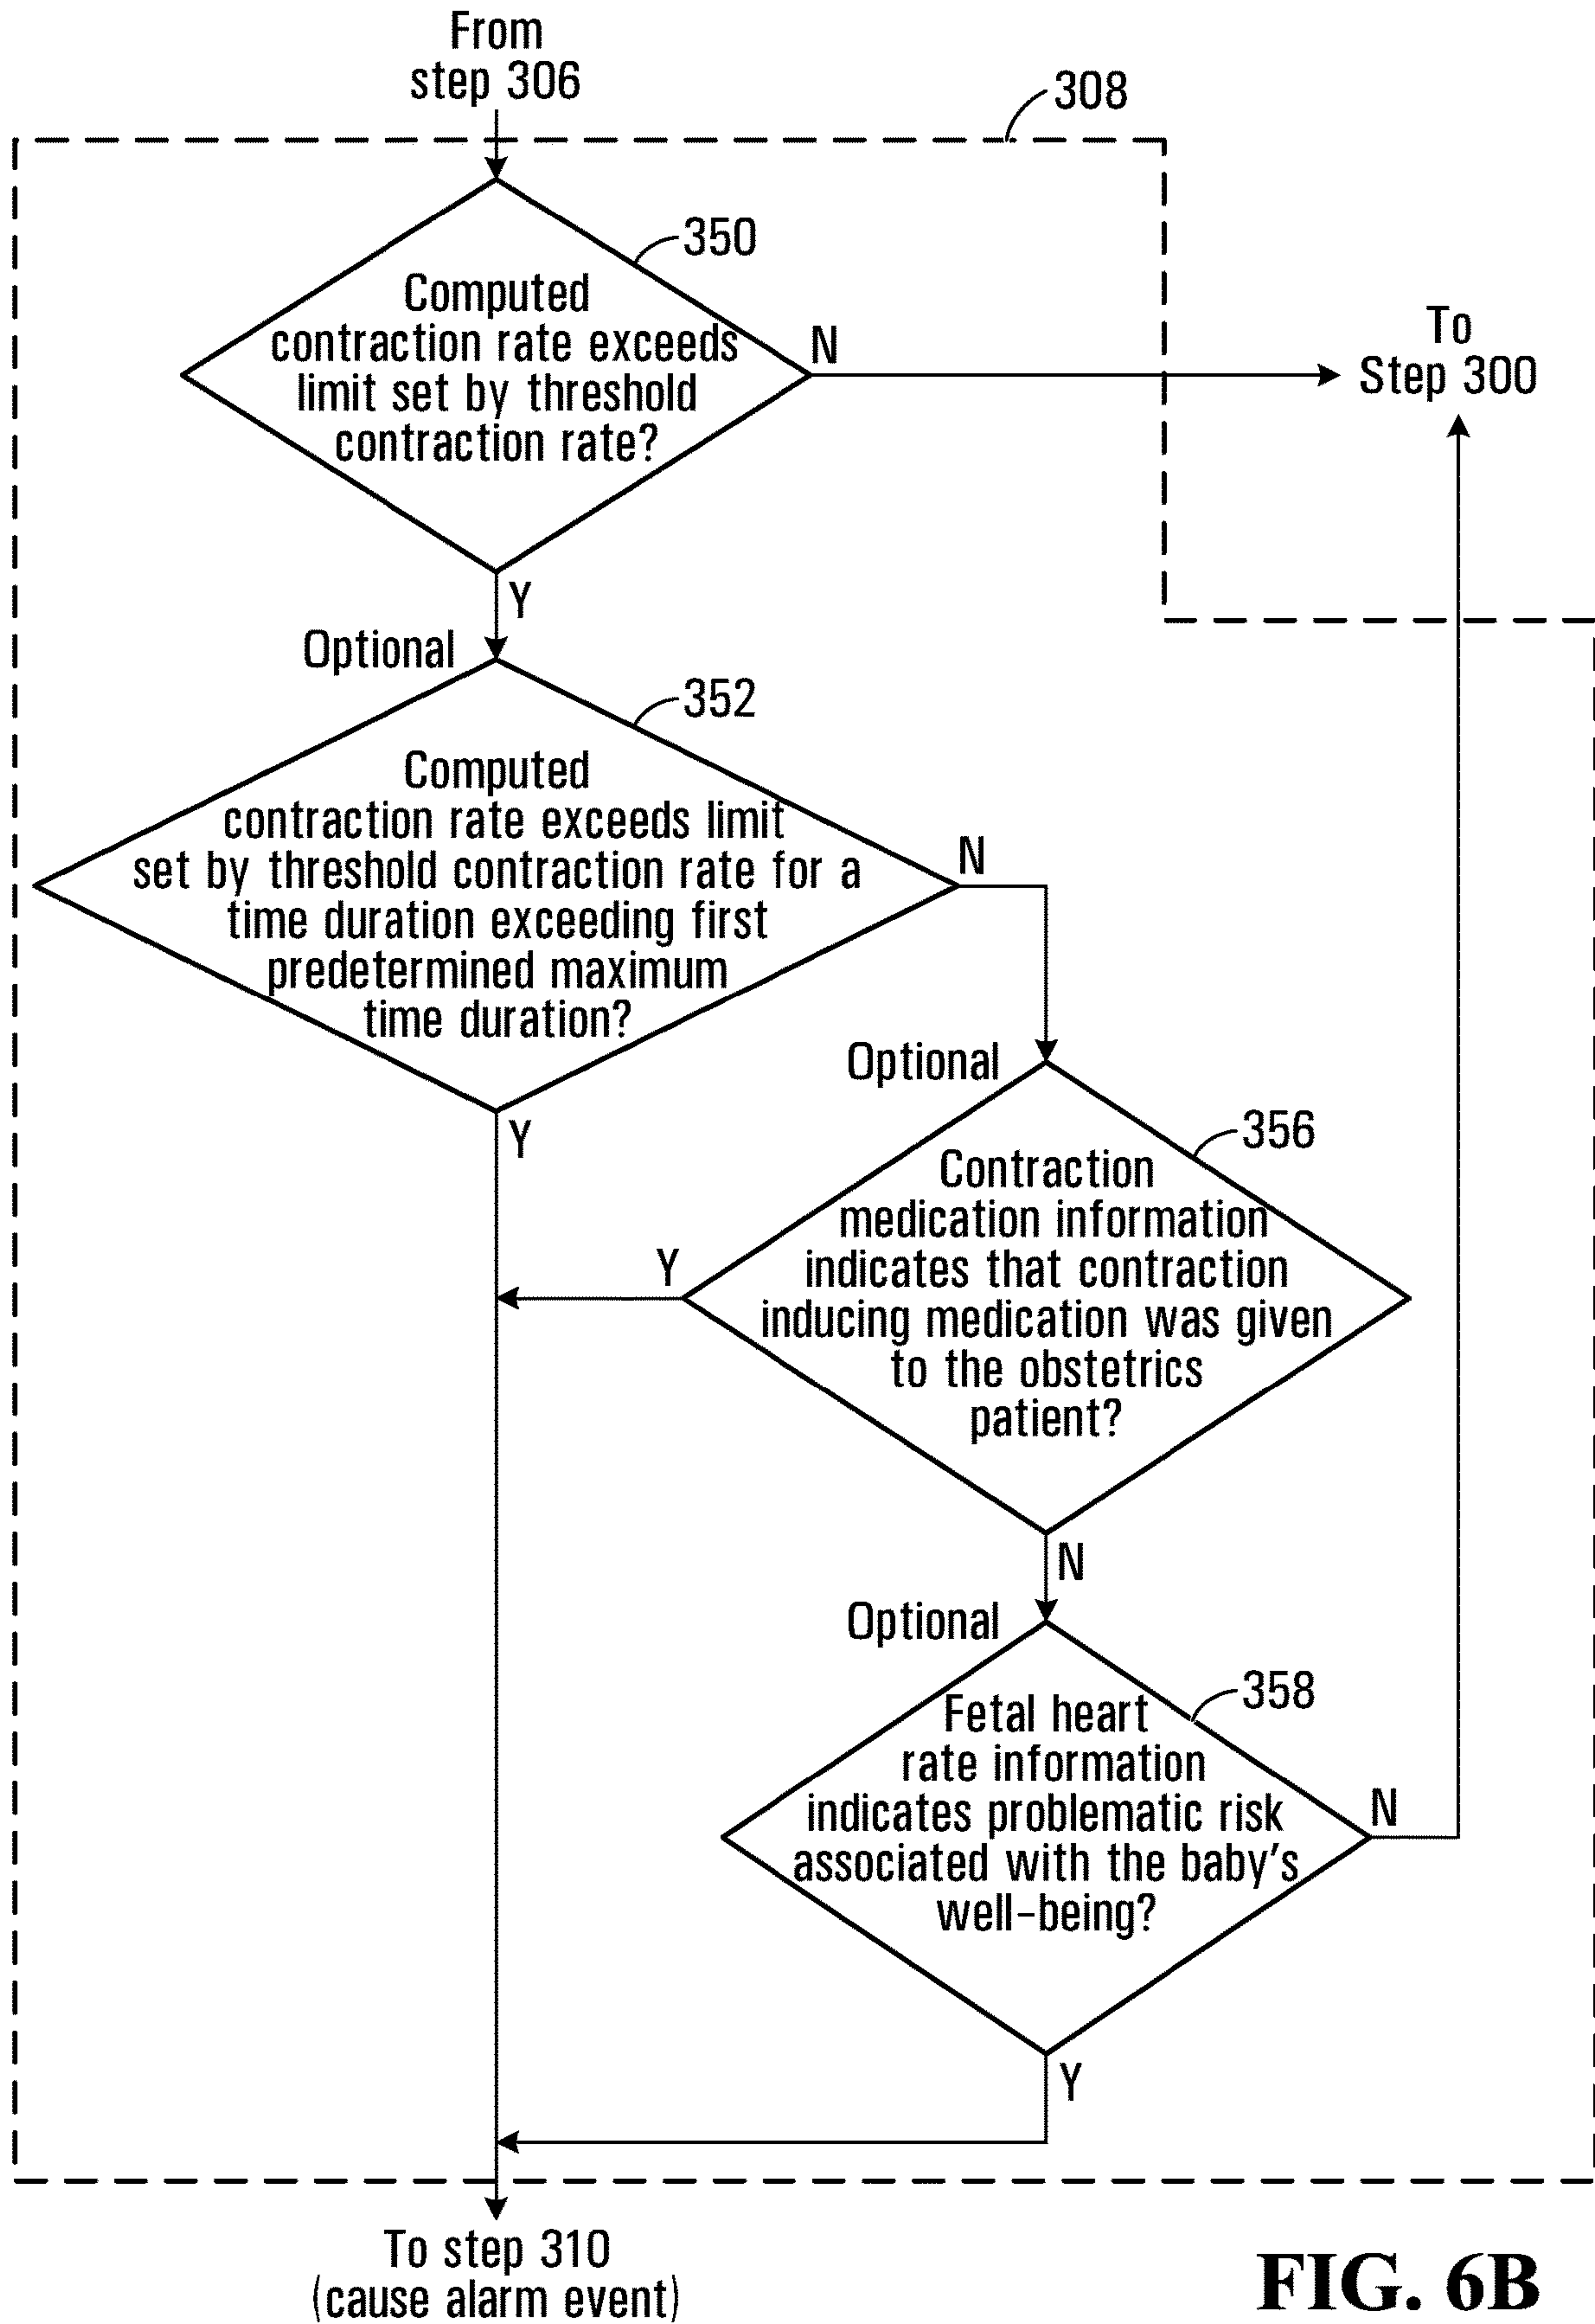 From
step 306
308
350
Computed
contraction rate exceeds
limit set by threshold
contraction rate?
N
To
Step 300
Y
Optional
352
Computed
contraction rate exceeds limit
set by threshold contraction rate for a
time duration exceeding first
predetermined maximum
time duration?
N
Y
Optional
356
Contraction
medication information
indicates that contraction
inducing medication was given
to the obstetrics
patient?
Y
N
Optional
358
Fetal heart
rate information
indicates problematic risk
associated with the baby's
well-being?
N
Y
To step 310
(cause alarm event)
FIG. 6B